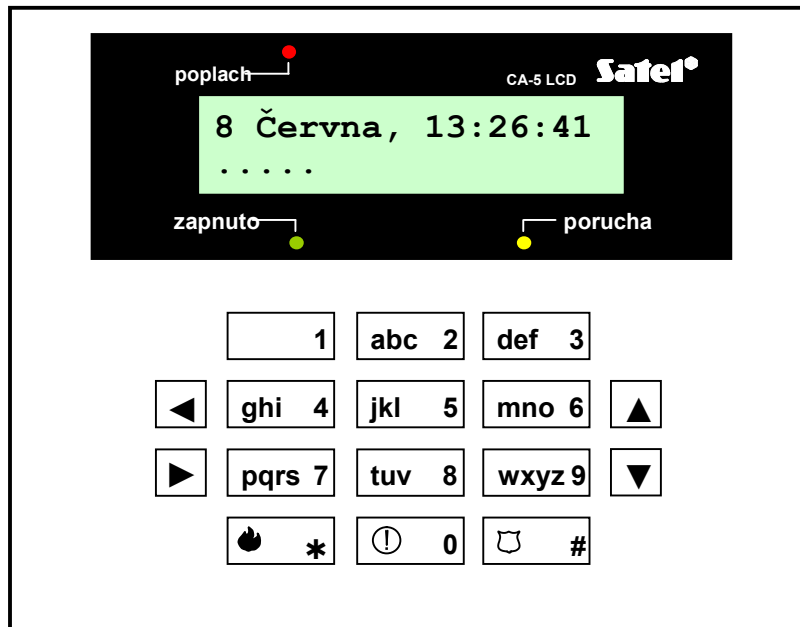 poplach
CA-5 LCD Satel
8 Června, 13:26:41
.....
zapnuto porucha
1 abc 2 def 3
◄ ghi 4 jkl 5 mno 6 ▲
► pqrs 7 tuv 8 wxyz 9 ▼
* 0 #